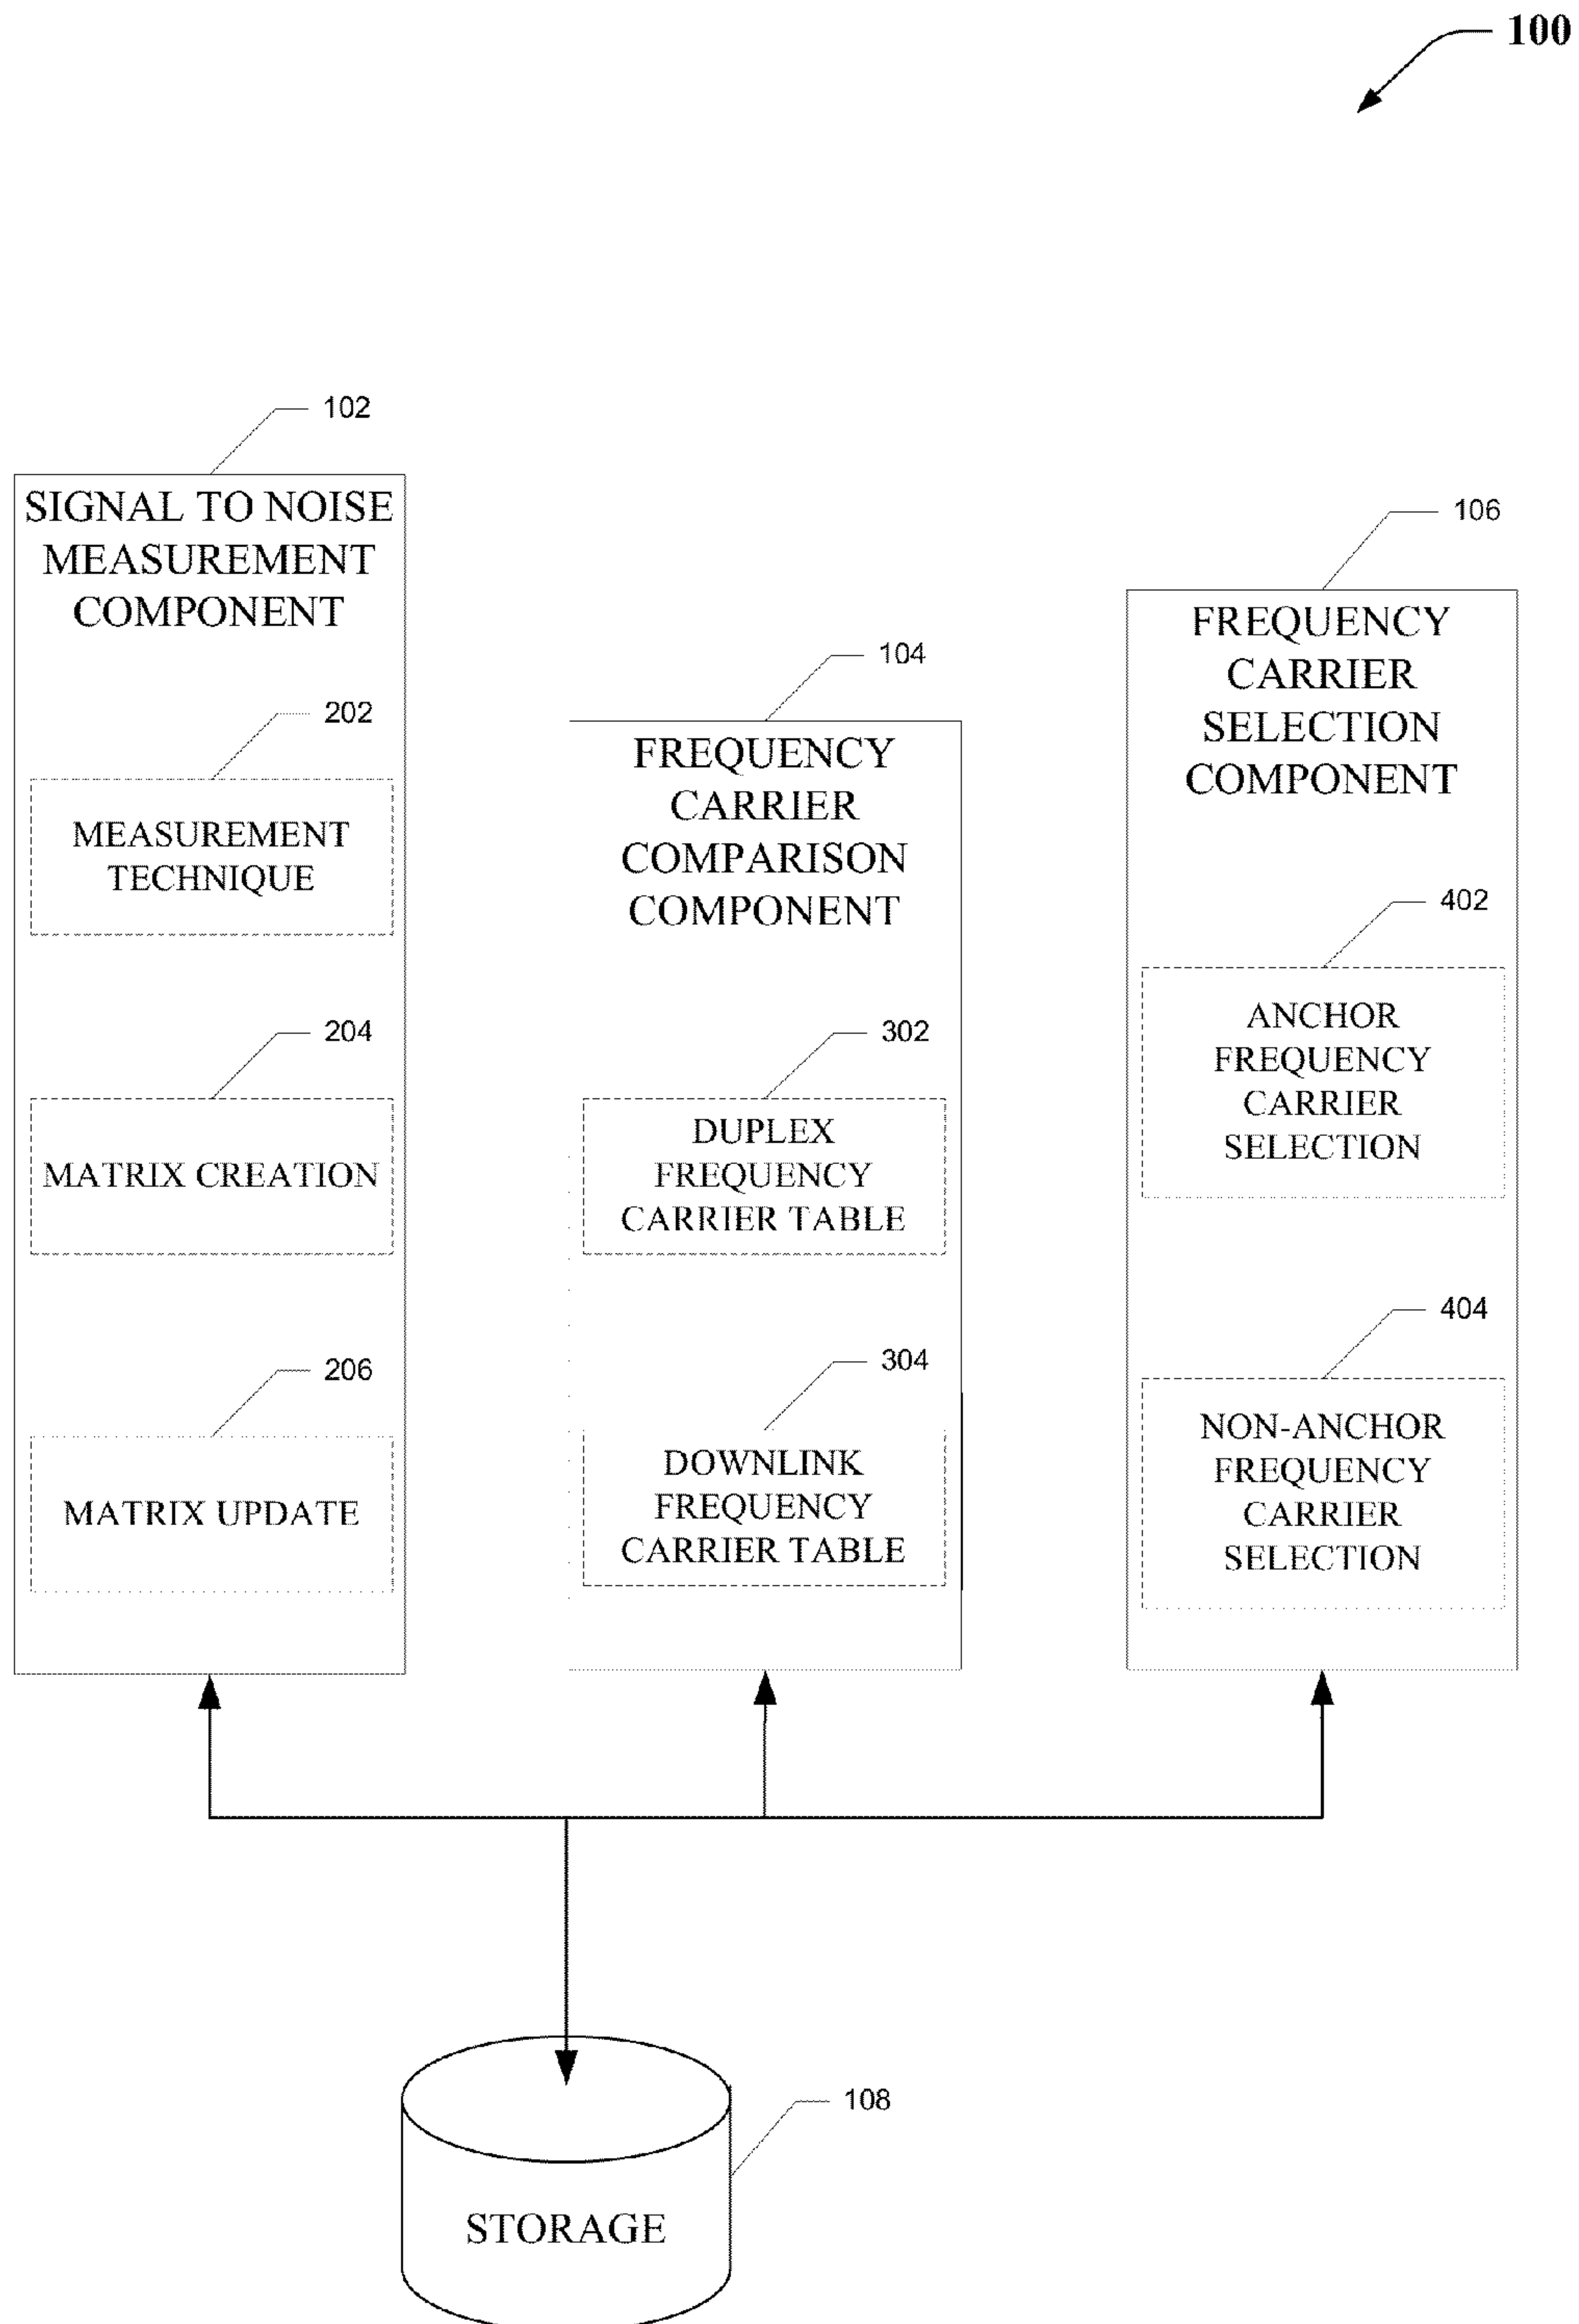 100
102
SIGNAL TO NOISE
MEASUREMENT
COMPONENT
202
MEASUREMENT
TECHNIQUE
204
MATRIX CREATION
206
MATRIX UPDATE
104
FREQUENCY
CARRIER
COMPARISON
COMPONENT
302
DUPLEX
FREQUENCY
CARRIER TABLE
304
DOWNLINK
FREQUENCY
CARRIER TABLE
106
FREQUENCY
CARRIER
SELECTION
COMPONENT
402
ANCHOR
FREQUENCY
CARRIER
SELECTION
404
NON-ANCHOR
FREQUENCY
CARRIER
SELECTION
108
STORAGE